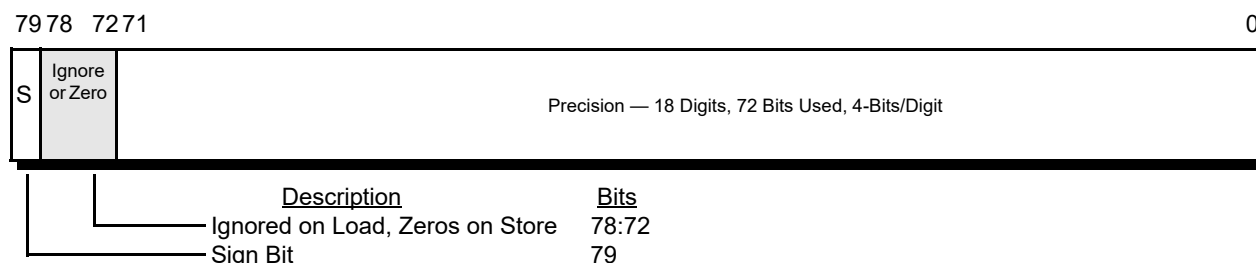 79 78 72 71 0
S
Ignore
or Zero
Precision — 18 Digits, 72 Bits Used, 4-Bits/Digit
Description Bits
Ignored on Load, Zeros on Store 78:72
Sign Bit 79